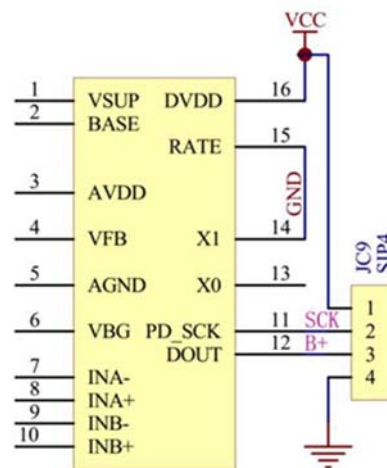 VCC
1 VSUP DVDD 16
2 BASE
RATE 15
3 AVDD
GND
4 VFB X1 14
JC9
SIP4
5 AGND X0 13
1
6 VBG PD_SCK 11 SCK 2
DOUT 12 B+ 3
7 INA- 4
8 INA+
9 INB-
10 INB+